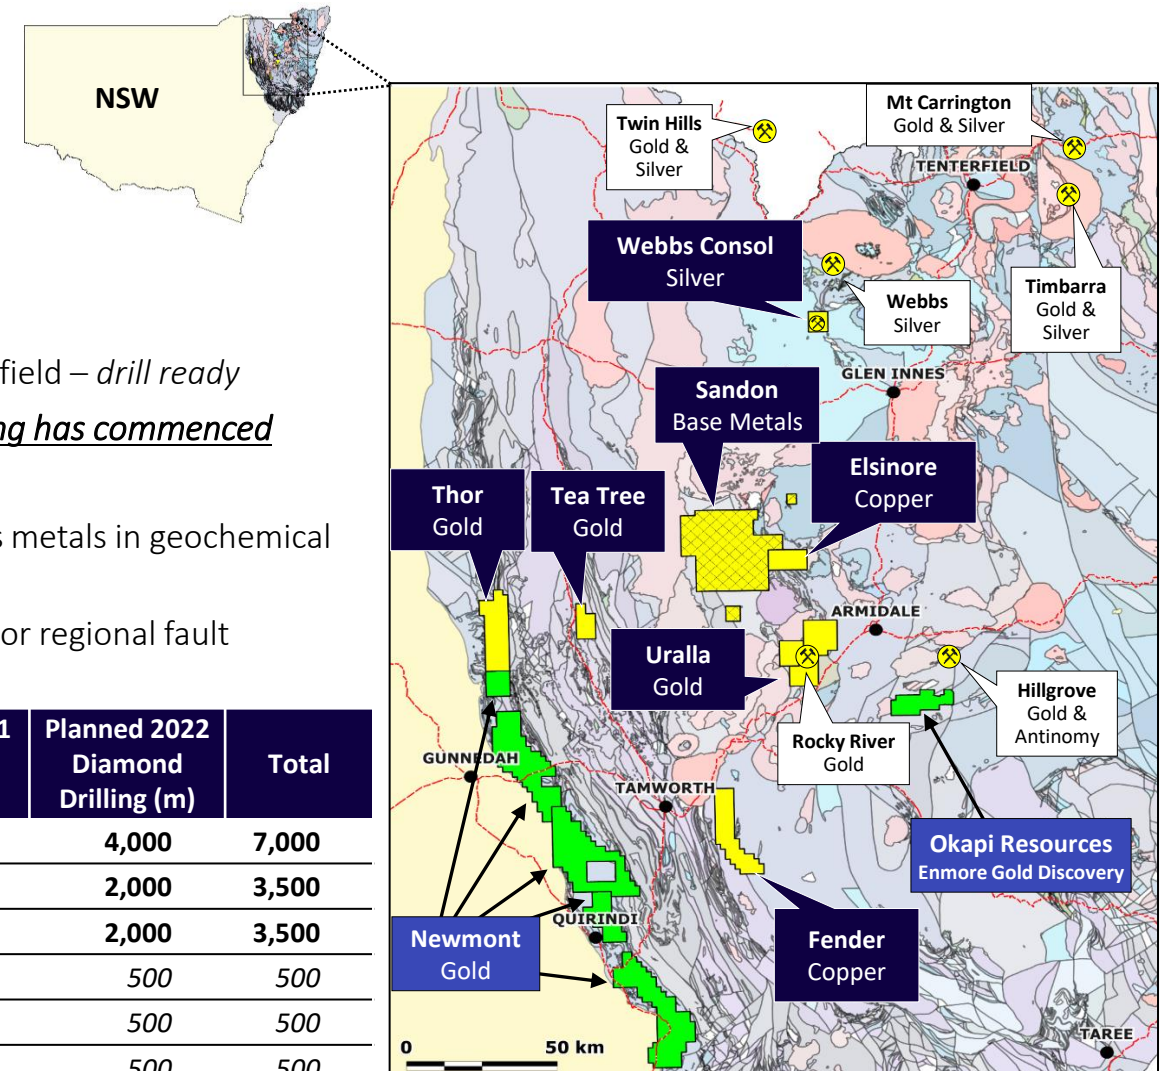 NSW
field – drill ready
ng has commenced
s metals in geochemical
or regional fault
1
Planned 2022
Diamond
Drilling (m)
Total
4,000 7,000
2,000 3,500
2,000 3,500
500 500
500 500
500 500
Twin Hills
Gold &
Silver
Mt Carrington
Gold & Silver
TENTERFIELD
Webbs Consol
Silver
Webbs
Silver
Timbarra
Gold &
Silver
GLEN INNES
Sandon
Base Metals
Elsinore
Copper
Thor
Gold
Tea Tree
Gold
ARMIDALE
Uralla
Gold
Hillgrove
Gold &
Antinomy
Rocky River
Gold
GUNNEDAH
TAMWORTH
Okapi Resources
Enmore Gold Discovery
QUIRINDI
Newmont
Gold
Fender
Copper
TAREE
0 50 km